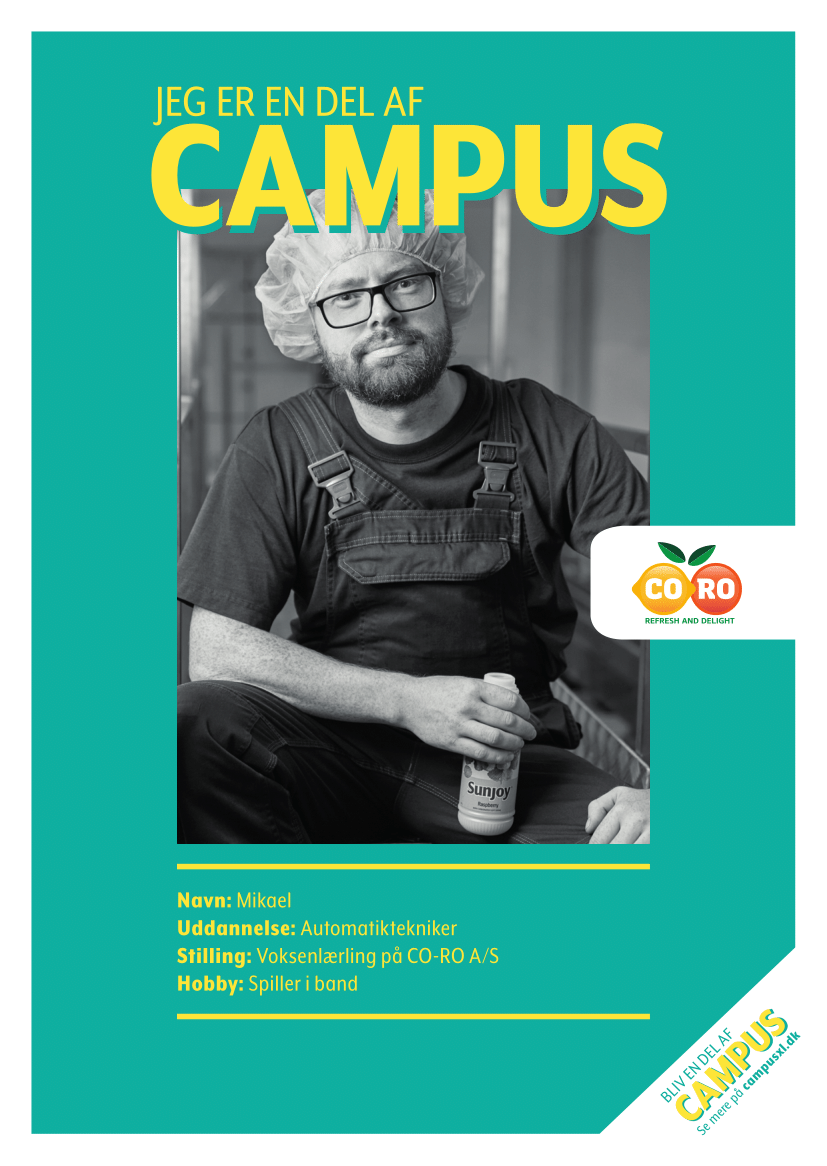 JEG ER EN DEL AF
CAMPUS
CO RO
REFRESH AND DELIGHT
Sunjoy
Raspberry
Navn: Mikael
Uddannelse: Automatiktekniker
Stilling: Voksenlærling på CO-RO A/S
Hobby: Spiller i band
BLIV EN DEL AF
CAMPUS
Se mere på campusxl.dk